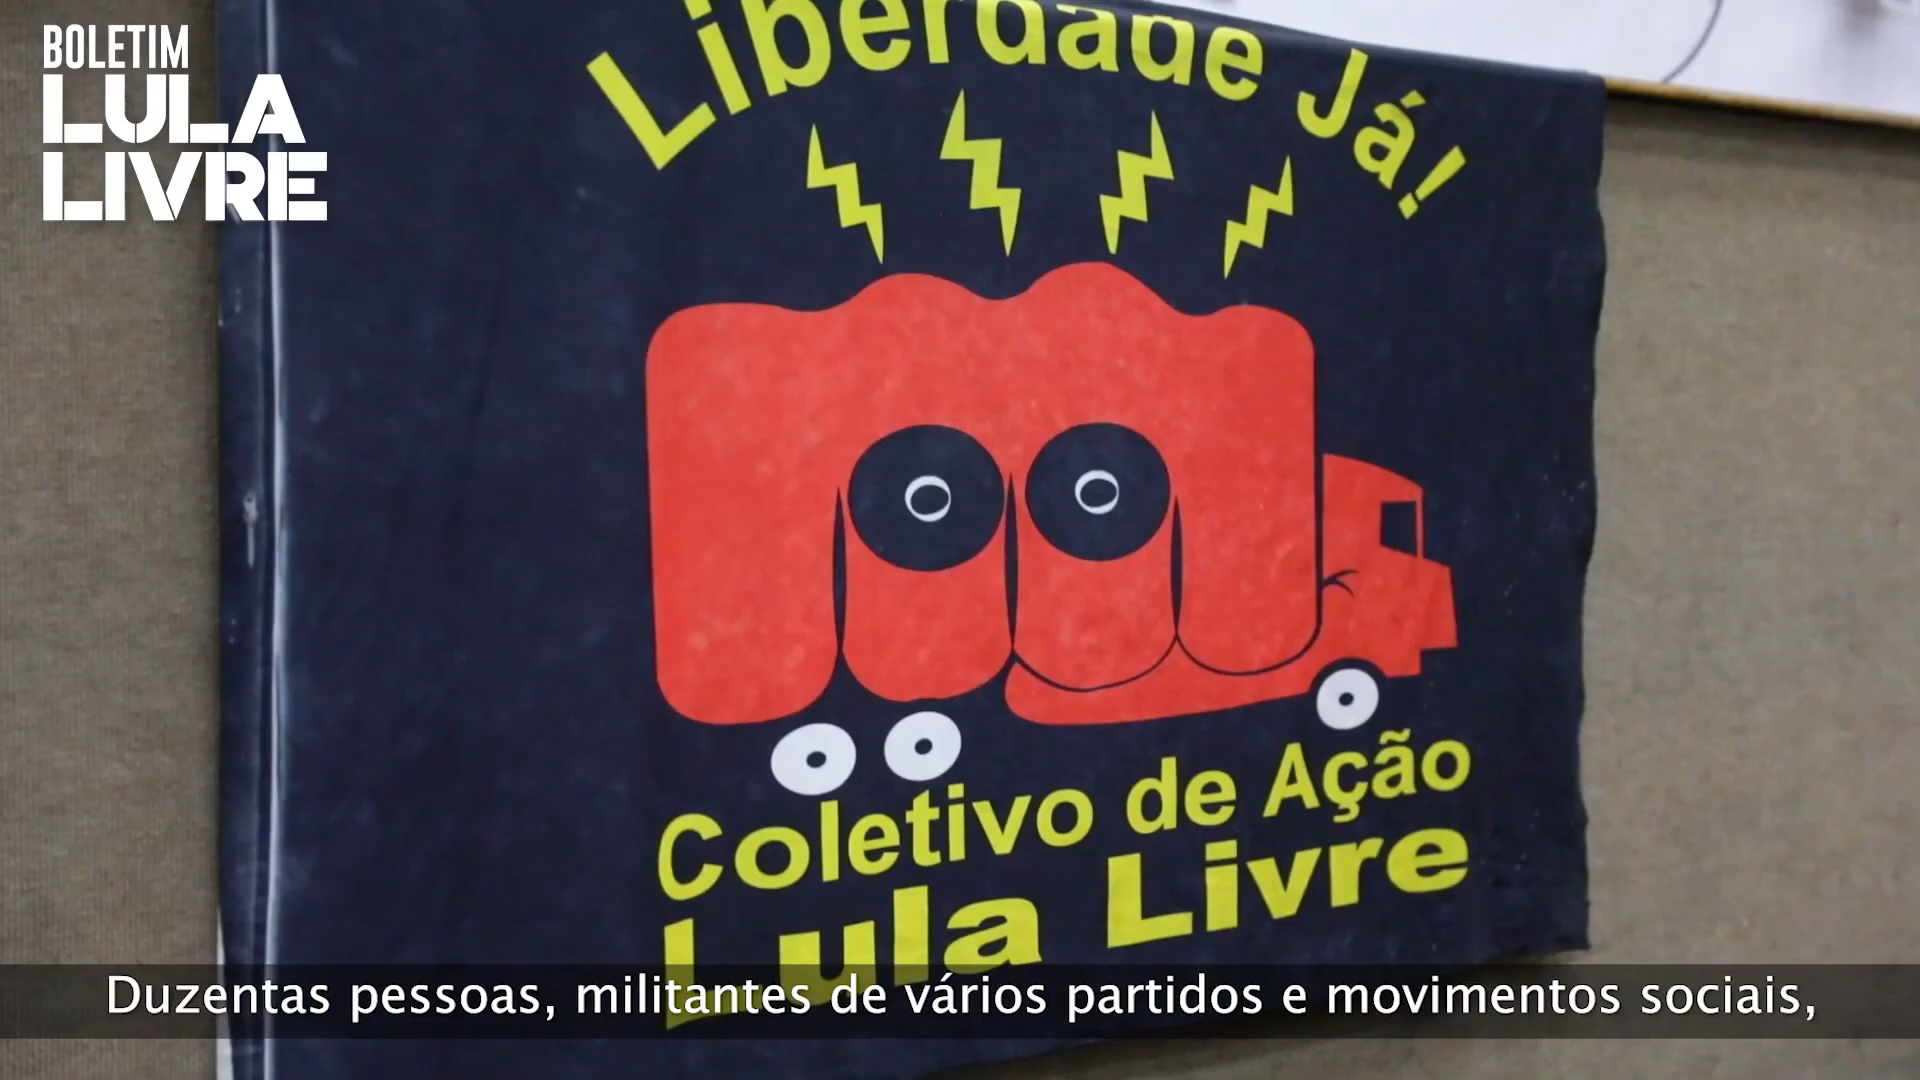 BOLETIM
LULA
LIVRE
Liberdade Já!
Coletivo de Ação
Lula Livre
Duzentas pessoas, militantes de vários partidos e movimentos sociais,